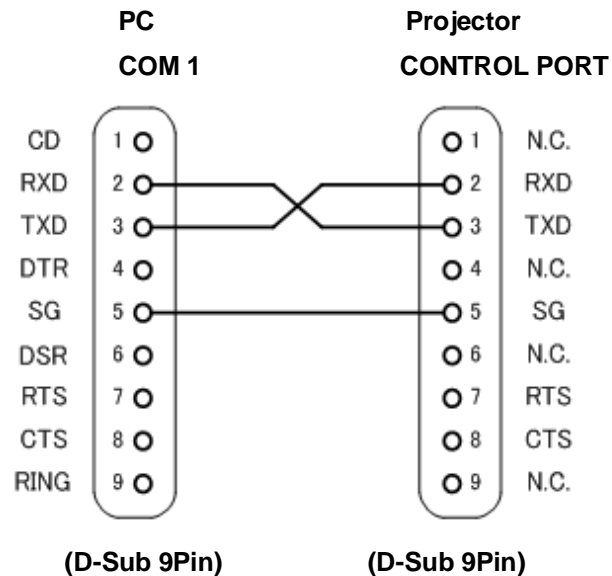 PC Projector
COM 1 CONTROL PORT
CD 1 1 N.C.
RXD 2 2 RXD
TXD 3 3 TXD
DTR 4 4 N.C.
SG 5 5 SG
DSR 6 6 N.C.
RTS 7 7 RTS
CTS 8 8 CTS
RING 9 9 N.C.
(D-Sub 9Pin) (D-Sub 9Pin)